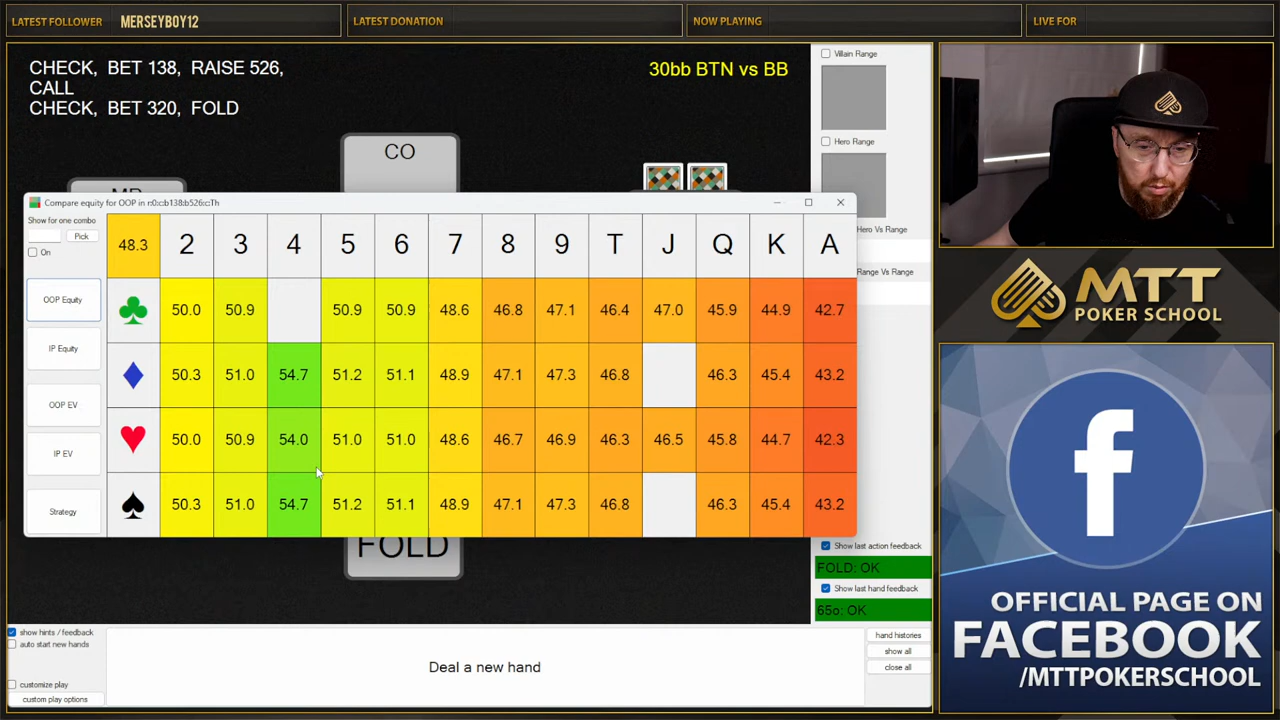 LATEST FOLLOWER MERSEYBOY12 LATEST DONATION NOW PLAYING LIVE FOR
CHECK, BET 138, RAISE 526,
CALL
CHECK, BET 320, FOLD
30bb BTN vs BB
CO
Villain Range
Hero Range
Compare equity for OOP in r:0:c:b138:b526:c:Th
Show for one combo
Pick
On
48.3 2 3 4 5 6 7 8 9 T J Q K A
OOP Equity
♣ 50.0 50.9 50.9 50.9 48.6 46.8 47.1 46.4 47.0 45.9 44.9 42.7
IP Equity
♦ 50.3 51.0 54.7 51.2 51.1 48.9 47.1 47.3 46.8 46.3 45.4 43.2
OOP EV
♥ 50.0 50.9 54.0 51.0 51.0 48.6 46.7 46.9 46.3 46.5 45.8 44.7 42.3
IP EV
♠ 50.3 51.0 54.7 51.2 51.1 48.9 47.1 47.3 46.8 46.3 45.4 43.2
Strategy
Hero Vs Range
Range Vs Range
FOLD
Show last action feedback
FOLD: OK
Show last hand feedback
65o: OK
show hints / feedback
auto start new hands
customize play
custom play options
Deal a new hand
hand histories
show all
close all
MTT
POKER SCHOOL
OFFICIAL PAGE ON
FACEBOOK
/MTTPOKERSCHOOL